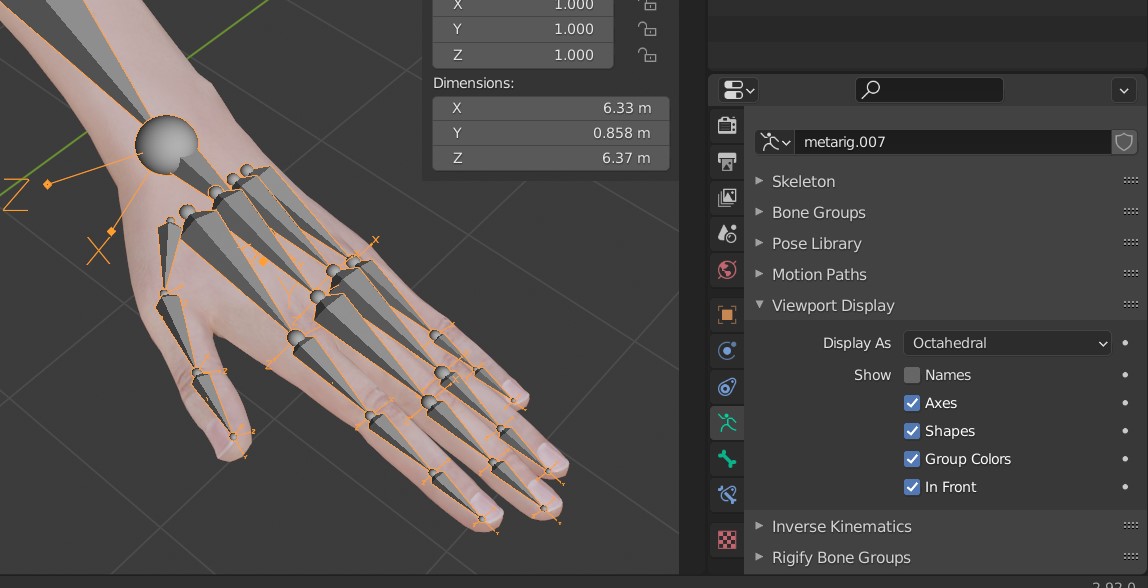 X 1.000
Y 1.000
Z 1.000
Dimensions:
X 6.33 m
Y 0.858 m
Z 6.37 m
Z
X
X
metarig.007
Skeleton
Bone Groups
Pose Library
Motion Paths
Viewport Display
Display As Octahedral
Show Names
Axes
Shapes
Group Colors
In Front
Inverse Kinematics
Rigify Bone Groups
2.92.0